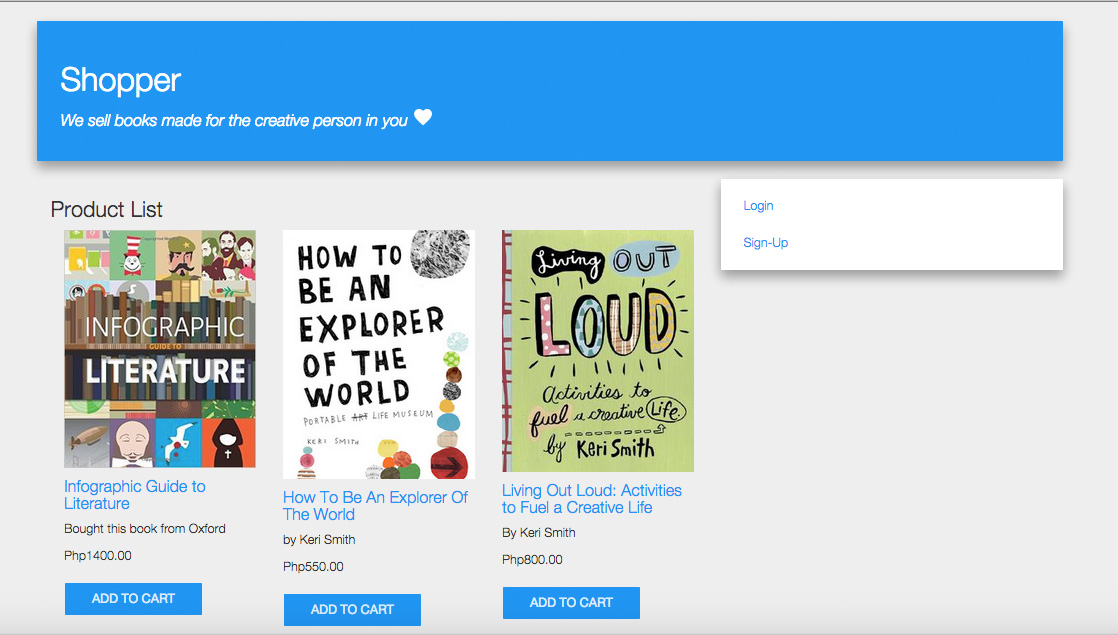 Shopper
We sell books made for the creative person in you
Login
Sign-Up
Product List
INFOGRAPHIC
GUIDE TO
LITERATURE
Infographic Guide to
Literature
Bought this book from Oxford
Php1400.00
ADD TO CART
HOW TO
BE AN
EXPLORER
OF THE
WORLD
PORTABLE ART LIFE MUSEUM
KERI SMITH
How To Be An Explorer Of
The World
by Keri Smith
Php550.00
ADD TO CART
Living OUT
LOUD
Activities to
fuel a creative Life.
by Keri Smith
Living Out Loud: Activities
to Fuel a Creative Life
By Keri Smith
Php800.00
ADD TO CART